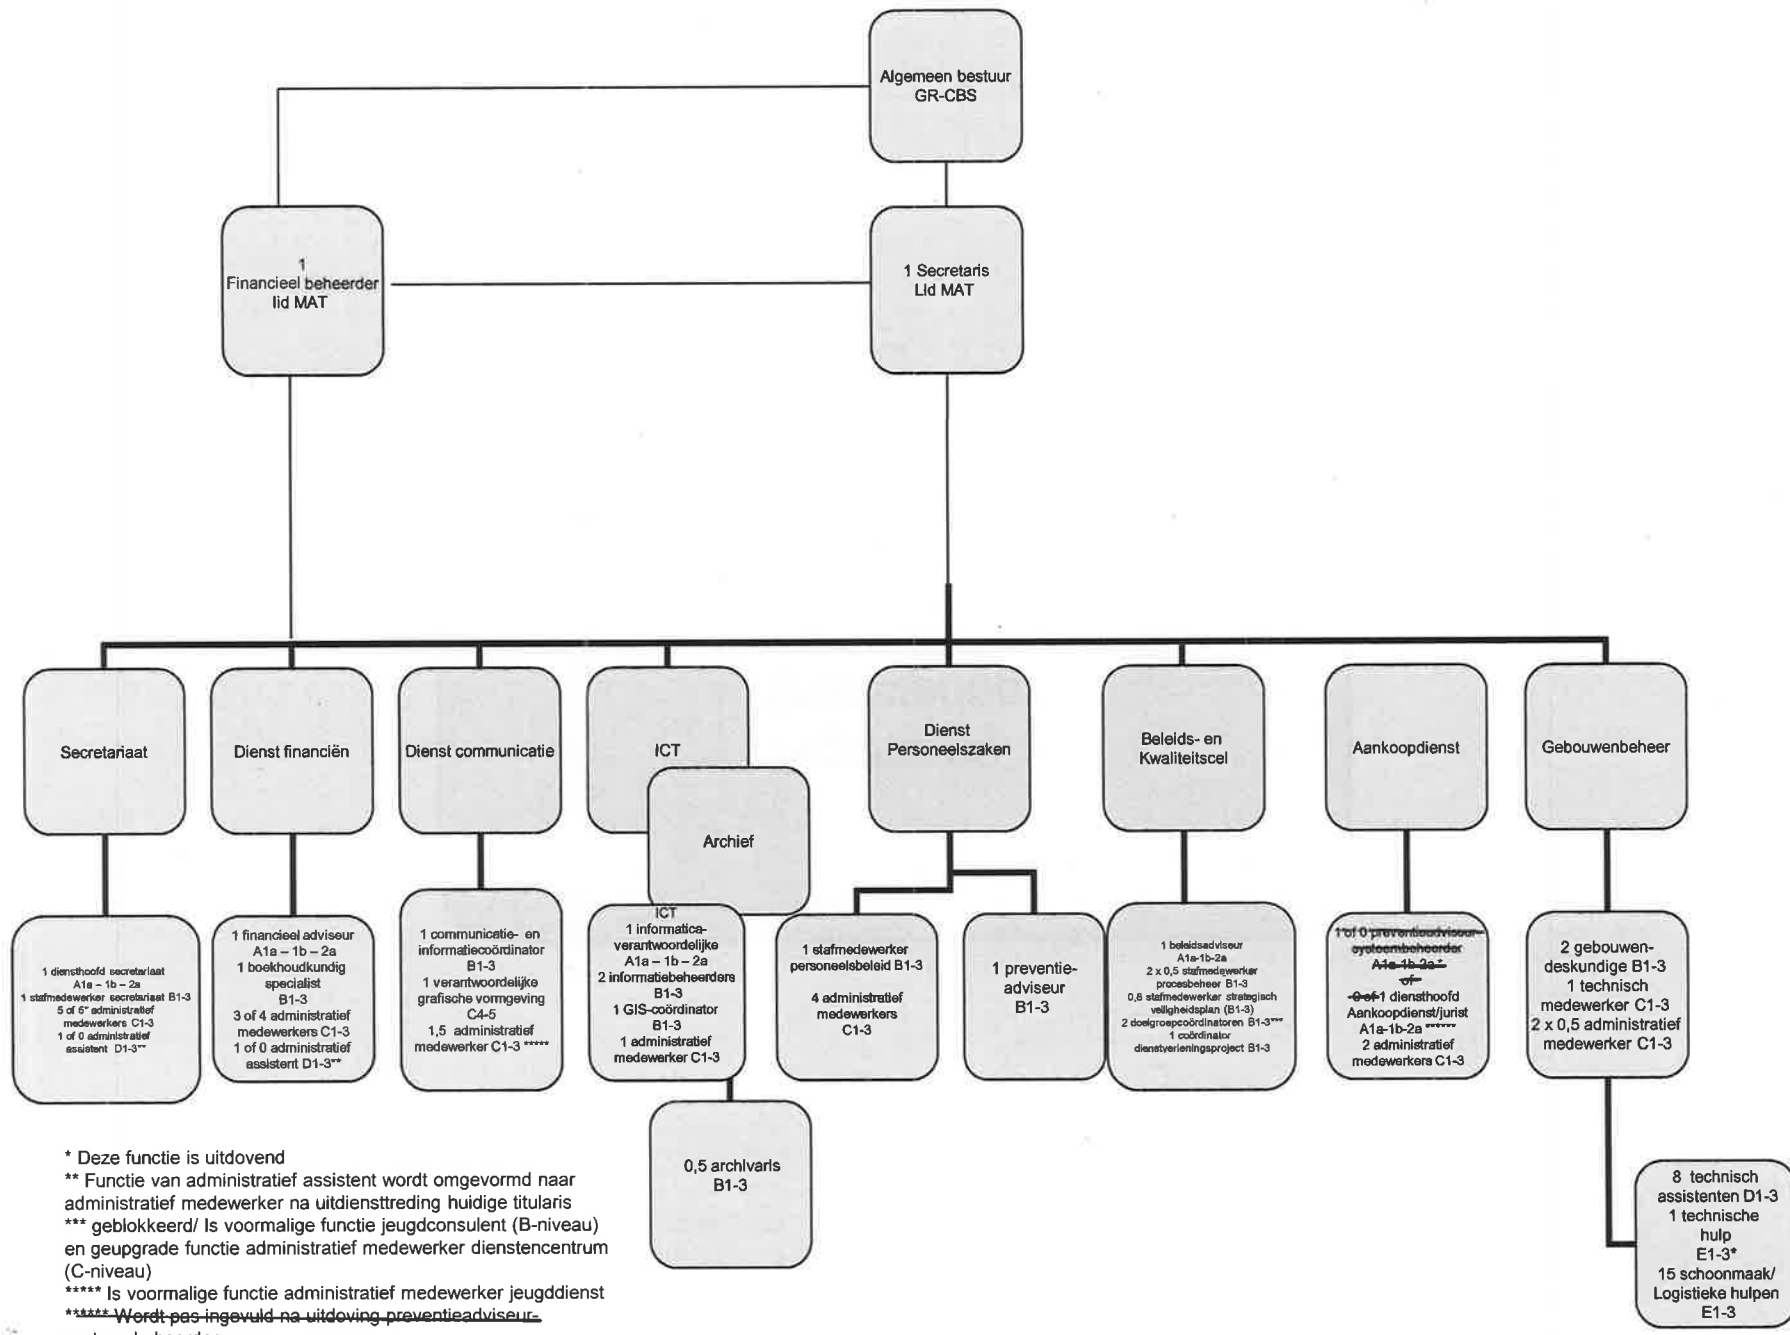 Algemeen bestuur
GR-CBS
1
Financieel beheerder
lid MAT
1 Secretaris
Lid MAT
Secretariaat
Dienst financiën
Dienst communicatie
ICT
Archief
Dienst
Personeelszaken
Beleids- en
Kwaliteitscel
Aankoopdienst
Gebouwenbeheer
1 diensthoofd secretariaat
A1a – 1b – 2a
1 stafmedewerker secretariaat B1-3
5 of 6* administratief
medewerkers C1-3
1 of 0 administratief
assistent D1-3**
1 financieel adviseur
A1a – 1b – 2a
1 boekhoudkundig
specialist
B1-3
3 of 4 administratief
medewerkers C1-3
1 of 0 administratief
assistent D1-3**
1 communicatie- en
informatiecoördinator
B1-3
1 verantwoordelijke
grafische vormgeving
C4-5
1,5 administratief
medewerker C1-3 *****
ICT
1 informatica-
verantwoordelijke
A1a – 1b – 2a
2 informatiebeheerders
B1-3
1 GIS-coördinator
B1-3
1 administratief
medewerker C1-3
0,5 archivaris
B1-3
1 stafmedewerker
personeelsbeleid B1-3
4 administratief
medewerkers
C1-3
1 preventie-
adviseur
B1-3
1 beleidsadviseur
A1a-1b-2a
2 x 0,5 stafmedewerker
procesbeheer B1-3
0,8 stafmedewerker strategisch
veiligheidsplan (B1-3)
2 doelgroepcoördinatoren B1-3***
1 coördinator
dienstverleningsproject B1-3
1 of 0 preventieadviseur-
systeembeheerder
A1a-1b-2a *
of
0 of 1 diensthoofd
Aankoopdienst/jurist
A1a-1b-2a ******
2 administratief
medewerkers C1-3
2 gebouwen-
deskundige B1-3
1 technisch
medewerker C1-3
2 x 0,5 administratief
medewerker C1-3
8 technisch
assistenten D1-3
1 technische
hulp
E1-3*
15 schoonmaak/
Logistieke hulpen
E1-3
* Deze functie is uitdovend
** Functie van administratief assistent wordt omgevormd naar
administratief medewerker na uitdiensttreding huidige titularis
*** geblokkeerd/ Is voormalige functie jeugdconsulent (B-niveau)
en geupgrade functie administratief medewerker dienstencentrum
(C-niveau)
***** Is voormalige functie administratief medewerker jeugddienst
****** Wordt pas ingevuld na uitdoving preventieadviseur-